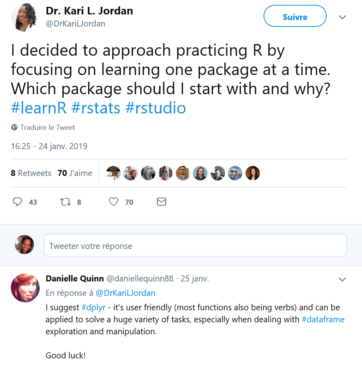 Dr. Kari L. Jordan
@DrKariLJordan
Suivre
I decided to approach practicing R by
focusing on learning one package at a time.
Which package should I start with and why?
#learnR #rstats #rstudio
Traduire le Tweet
16:25 - 24 janv. 2019
8 Retweets 70 J'aime
43 8 70
Tweeter votre réponse
Danielle Quinn @daniellequinn88 · 25 janv.
En réponse à @DrKariLJordan
I suggest #dplyr - it's user friendly (most functions also being verbs) and can be
applied to solve a huge variety of tasks, especially when dealing with #dataframe
exploration and manipulation.
Good luck!